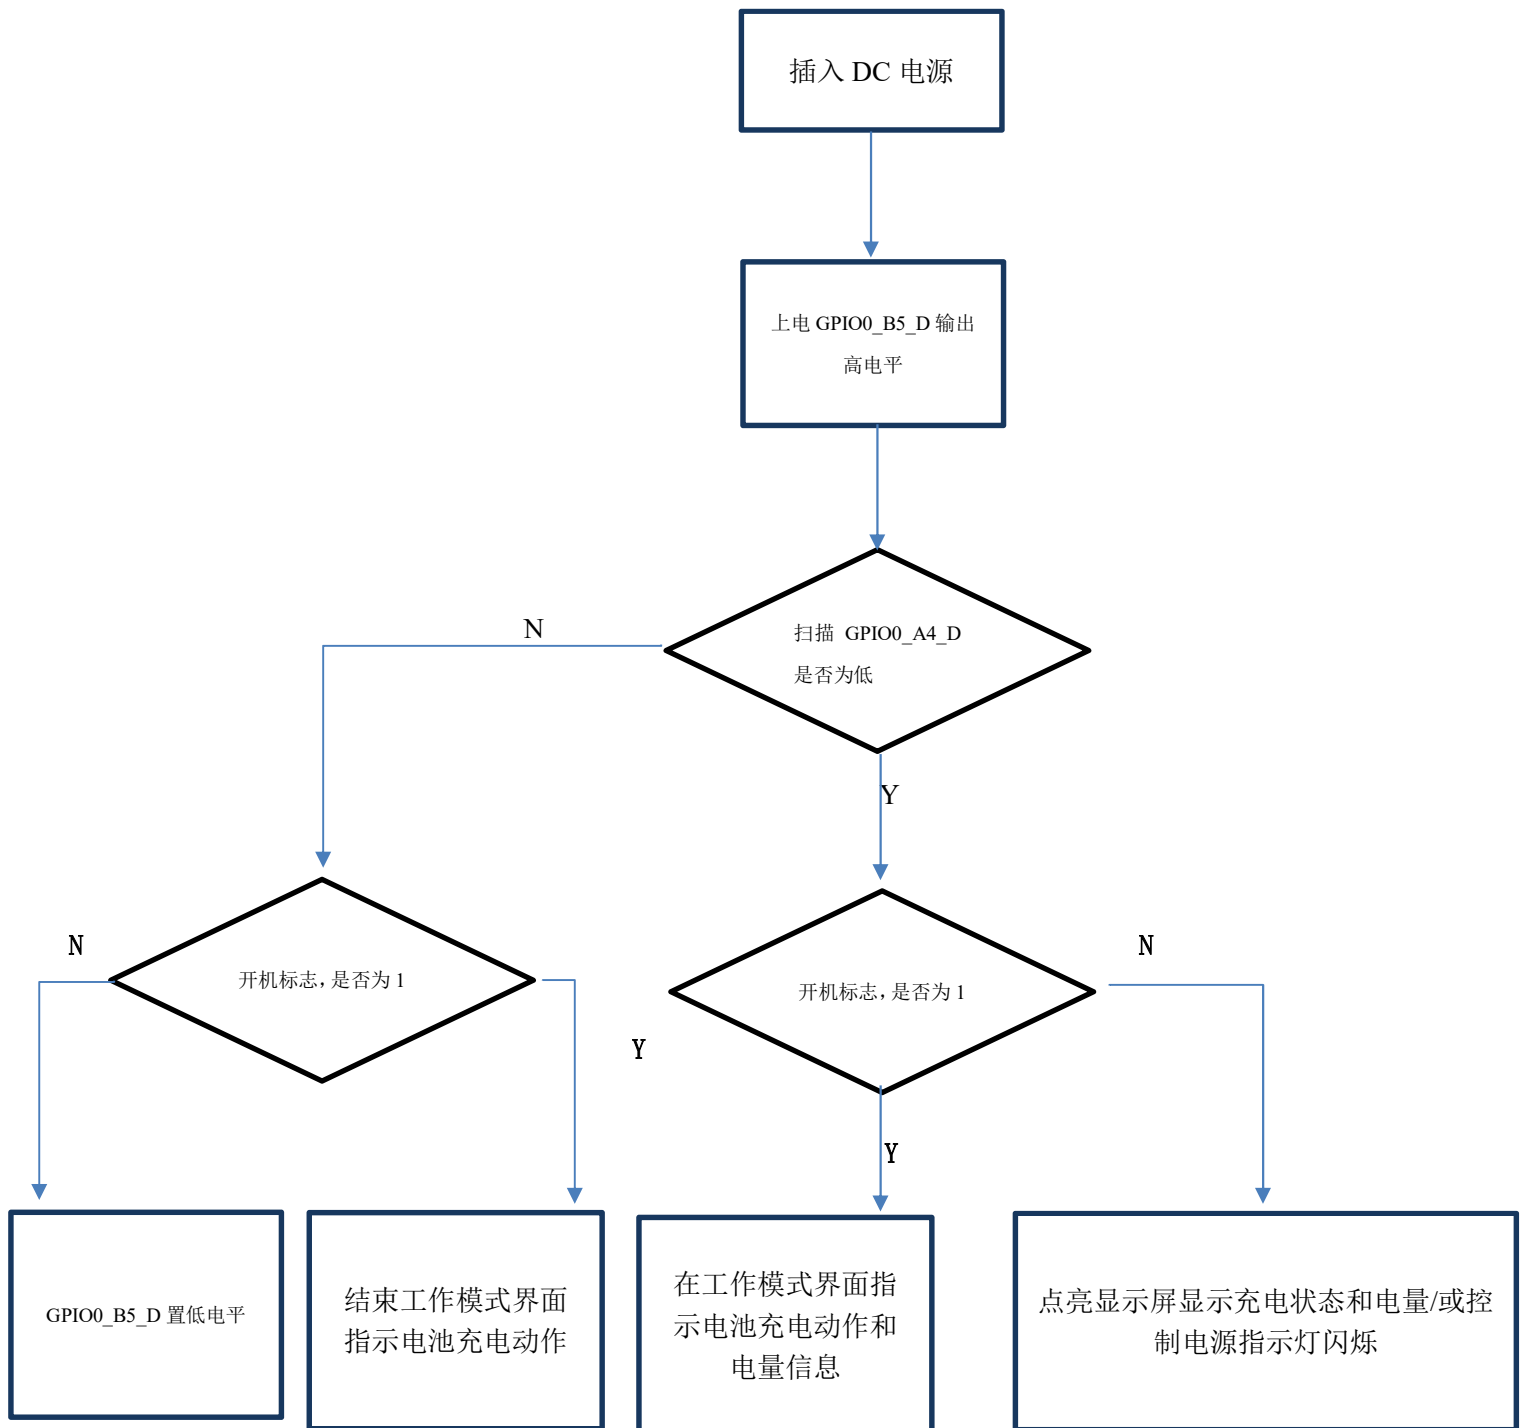 插入 DC 电源
上电 GPIO0_B5_D 输出
高电平
N
扫描 GPIO0_A4_D
是否为低
Y
N
开机标志，是否为 1
Y
开机标志，是否为 1
N
Y
GPIO0_B5_D 置低电平
结束工作模式界面
指示电池充电动作
在工作模式界面指
示电池充电动作和
电量信息
点亮显示屏显示充电状态和电量/或控
制电源指示灯闪烁